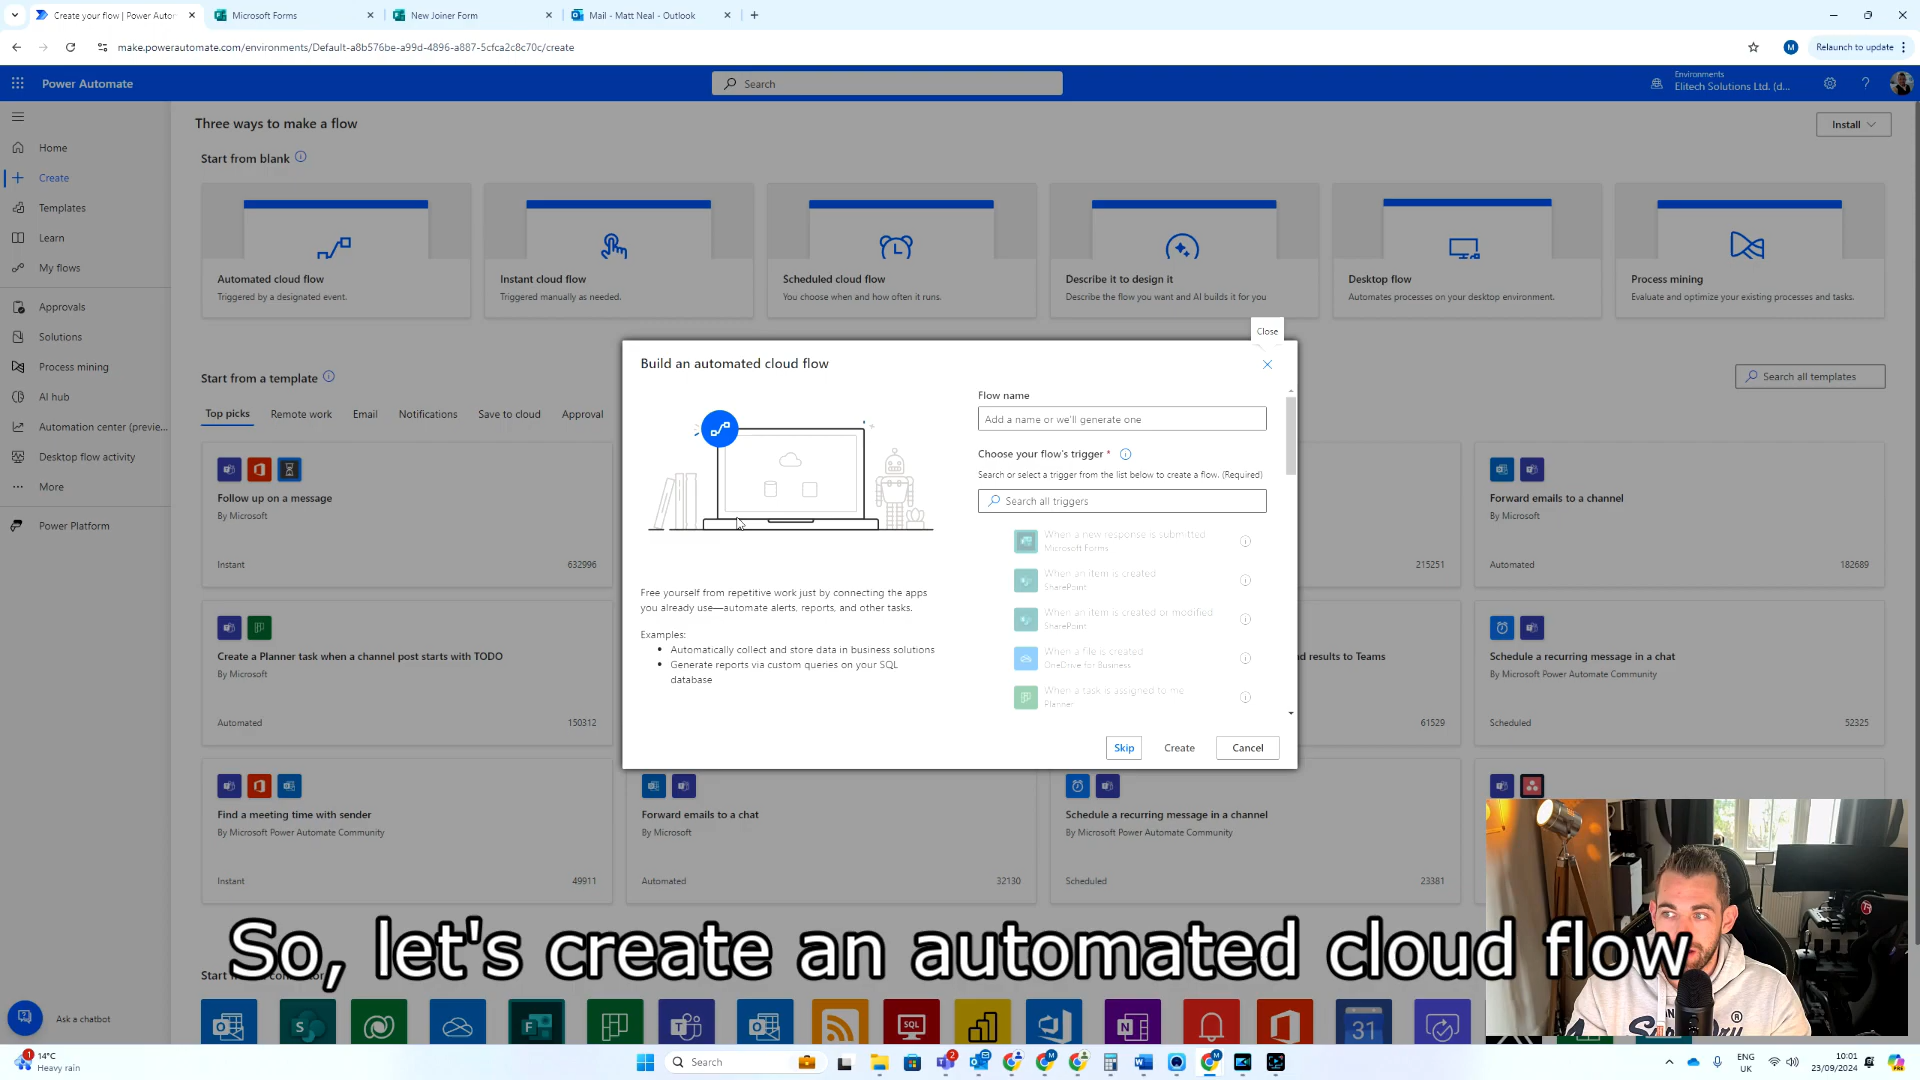 Create your flow | Power Autom
Microsoft Forms
New Joiner Form
Mail - Matt Neal - Outlook
make.powerautomate.com/environments/Default-a8b576be-a99d-4896-a887-5cfca2c8c70c/create
M
Relaunch to update
Power Automate
Search
Environments
Elitech Solutions Ltd. (d...
Three ways to make a flow
Install
Home
Create
Templates
Learn
My flows
Approvals
Solutions
Process mining
AI hub
Automation center (previe...
Desktop flow activity
More
Power Platform
Start from blank
Automated cloud flow
Triggered by a designated event.
Instant cloud flow
Triggered manually as needed.
Scheduled cloud flow
You choose when and how often it runs.
Describe it to design it
Describe the flow you want and AI builds it for you
Desktop flow
Automates processes on your desktop environment.
Process mining
Evaluate and optimize your existing processes and tasks.
Close
Start from a template
Search all templates
Top picks
Remote work
Email
Notifications
Save to cloud
Approval
Build an automated cloud flow
Flow name
Add a name or we'll generate one
Choose your flow's trigger *
Search or select a trigger from the list below to create a flow. (Required)
Search all triggers
When a new response is submitted
Microsoft Forms
When an item is created
SharePoint
When an item is created or modified
SharePoint
When a file is created
OneDrive for Business
When a task is assigned to me
Planner
Free yourself from repetitive work just by connecting the apps
you already use—automate alerts, reports, and other tasks.
Examples:
Automatically collect and store data in business solutions
Generate reports via custom queries on your SQL
database
Skip
Create
Cancel
Follow up on a message
By Microsoft
Instant
632996
215251
Forward emails to a channel
By Microsoft
Automated
182689
Create a Planner task when a channel post starts with TODO
By Microsoft
Automated
150312
d results to Teams
61529
Schedule a recurring message in a chat
By Microsoft Power Automate Community
Scheduled
52325
Find a meeting time with sender
By Microsoft Power Automate Community
Instant
49911
Forward emails to a chat
By Microsoft
Automated
32130
Schedule a recurring message in a channel
By Microsoft Power Automate Community
Scheduled
23381
So, let's create an automated cloud flow
SQL
31
Ask a chatbot
1
14°C
Heavy rain
Search
2
ENG
UK
10:01
23/09/2024